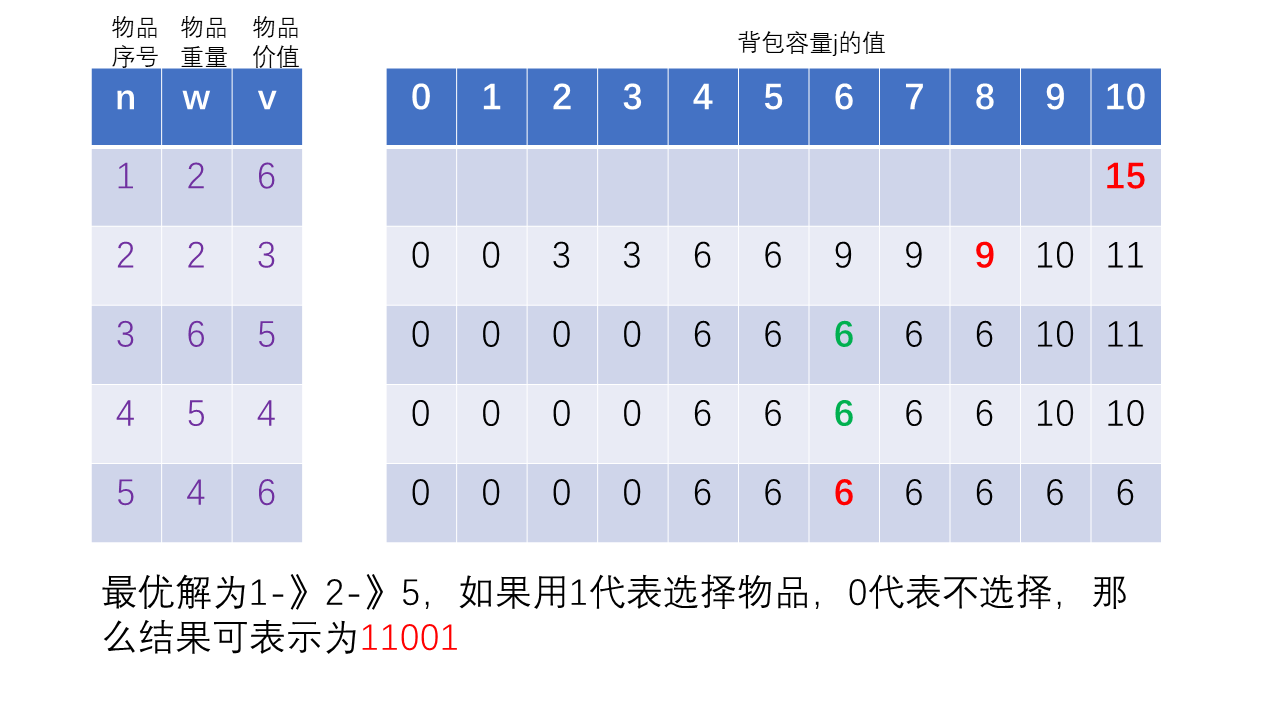 物品 物品 物品
序号 重量 价值
背包容量j的值
n w v 0 1 2 3 4 5 6 7 8 9 10
1 2 6 15
2 2 3 0 0 3 3 6 6 9 9 9 10 11
3 6 5 0 0 0 0 6 6 6 6 6 10 11
4 5 4 0 0 0 0 6 6 6 6 6 10 10
5 4 6 0 0 0 0 6 6 6 6 6 6 6
最优解为1-》2-》5，如果用1代表选择物品，0代表不选择，那
么结果可表示为11001